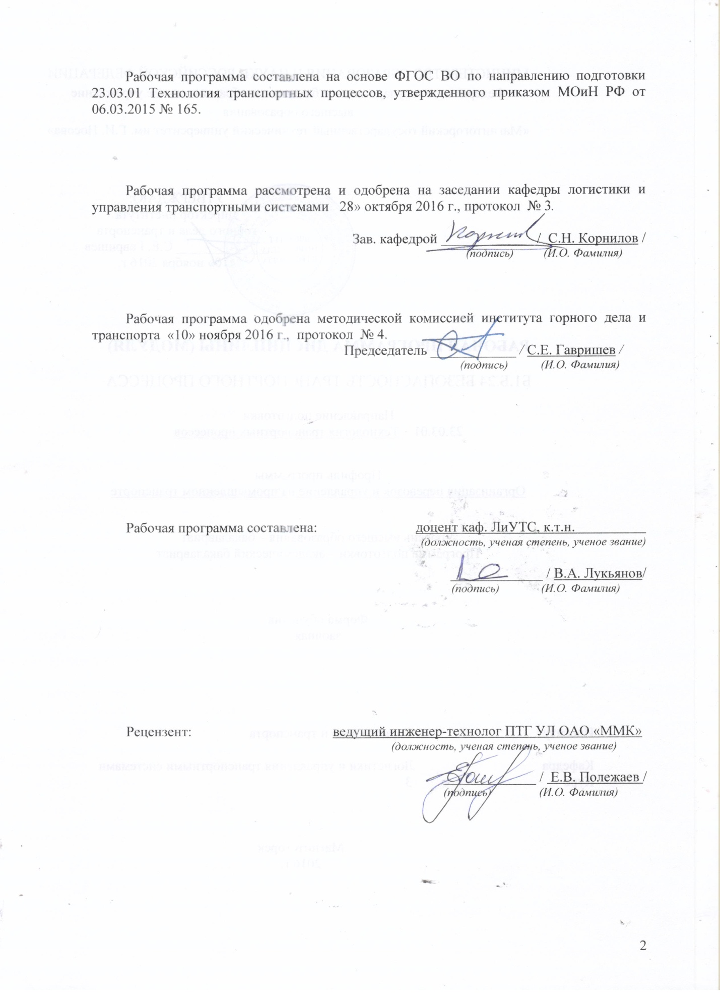 Рабочая программа составлена на основе ФГОС ВО по направлению подготовки
23.03.01 Технология транспортных процессов, утвержденного приказом МОиН РФ от
06.03.2015 № 165.
Рабочая программа рассмотрена и одобрена на заседании кафедры логистики и
управления транспортными системами 28» октября 2016 г., протокол № 3.
Зав. кафедрой / С.Н. Корнилов /
(подпись) (И.О. Фамилия)
Рабочая программа одобрена методической комиссией института горного дела и
транспорта «10» ноября 2016 г., протокол № 4.
Председатель / С.Е. Гавришев /
(подпись) (И.О. Фамилия)
Рабочая программа составлена: доцент каф. ЛиУТС, к.т.н.
(должность, ученая степень, ученое звание)
/ В.А. Лукьянов/
(подпись) (И.О. Фамилия)
Рецензент: ведущий инженер-технолог ПТГ УЛ ОАО «ММК»
(должность, ученая степень, ученое звание)
/ Е.В. Полежаев /
(подпись) (И.О. Фамилия)
2